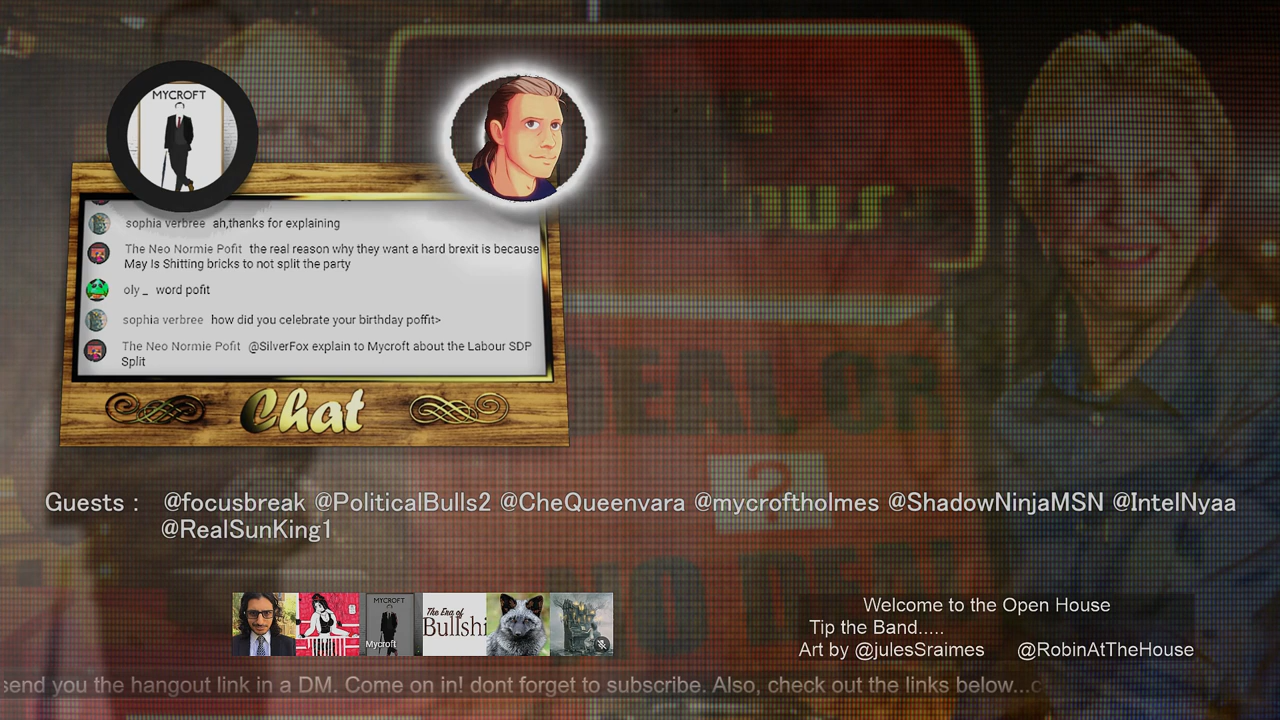 MYCROFT
sophia verbree ah,thanks for explaining
The Neo Normie Pofit the real reason why they want a hard brexit is because
May Is Shitting bricks to not split the party
oly _ word pofit
sophia verbree how did you celebrate your birthday poffit>
The Neo Normie Pofit @SilverFox explain to Mycroft about the Labour SDP
Split
Chat
DEAL OR
?
NO DEAL
Guests : @focusbreak @PoliticalBulls2 @CheQueenvara @mycroftholmes @ShadowNinjaMSN @IntelNyaa
@RealSunKing1
MYCROFT
Mycroft
The Era of
Bullshi
Welcome to the Open House
Tip the Band.....
Art by @julesSraimes @RobinAtTheHouse
send you the hangout link in a DM. Come on in! dont forget to subscribe. Also, check out the links below...c